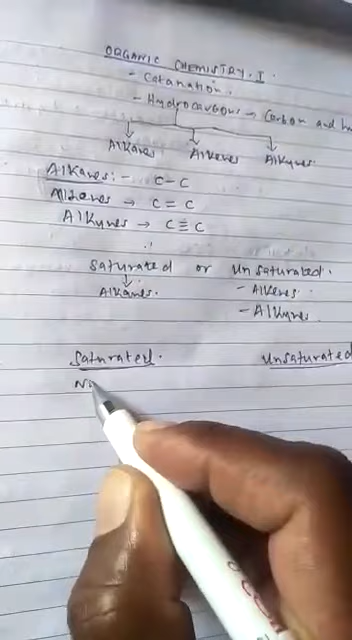 ORGANIC CHEMISTRY. I
- Catanation.
- Hydrocarbons → Carbon and
Alkanes Alkenes Alkynes
Alkanes:- C-C
Alkenes → C=C
Alkynes → C≡C
∴
saturated or unsaturated.
Alkanes. - Alkenes
- Alkynes
saturated. unsaturated